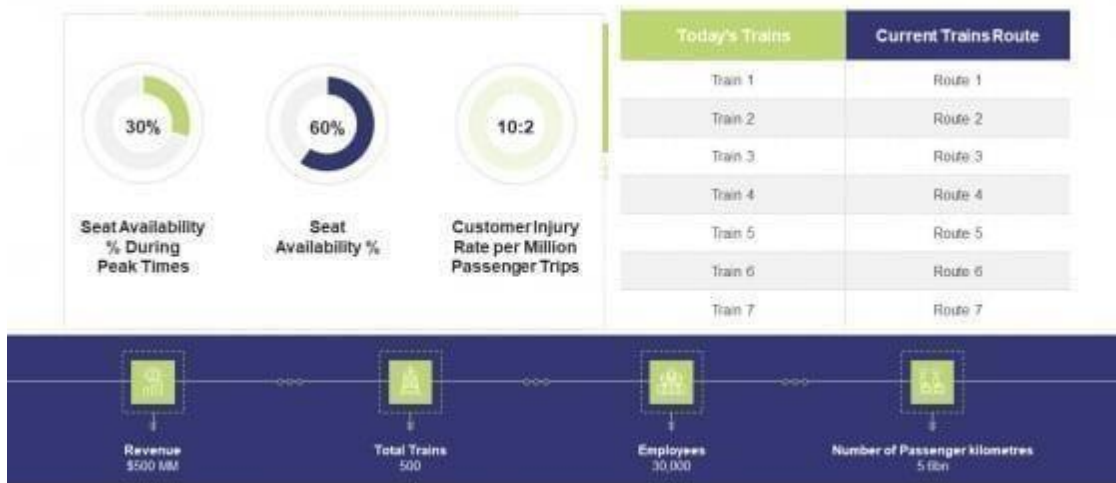 30%
60%
10:2
Seat Availability
% During
Peak Times
Seat
Availability %
Customer Injury
Rate per Million
Passenger Trips
Today's Trains Current Trains Route
Train 1 Route 1
Train 2 Route 2
Train 3 Route 3
Train 4 Route 4
Train 5 Route 5
Train 6 Route 6
Train 7 Route 7
Revenue
$500 MM
Total Trains
500
Employees
30,000
Number of Passenger kilometres